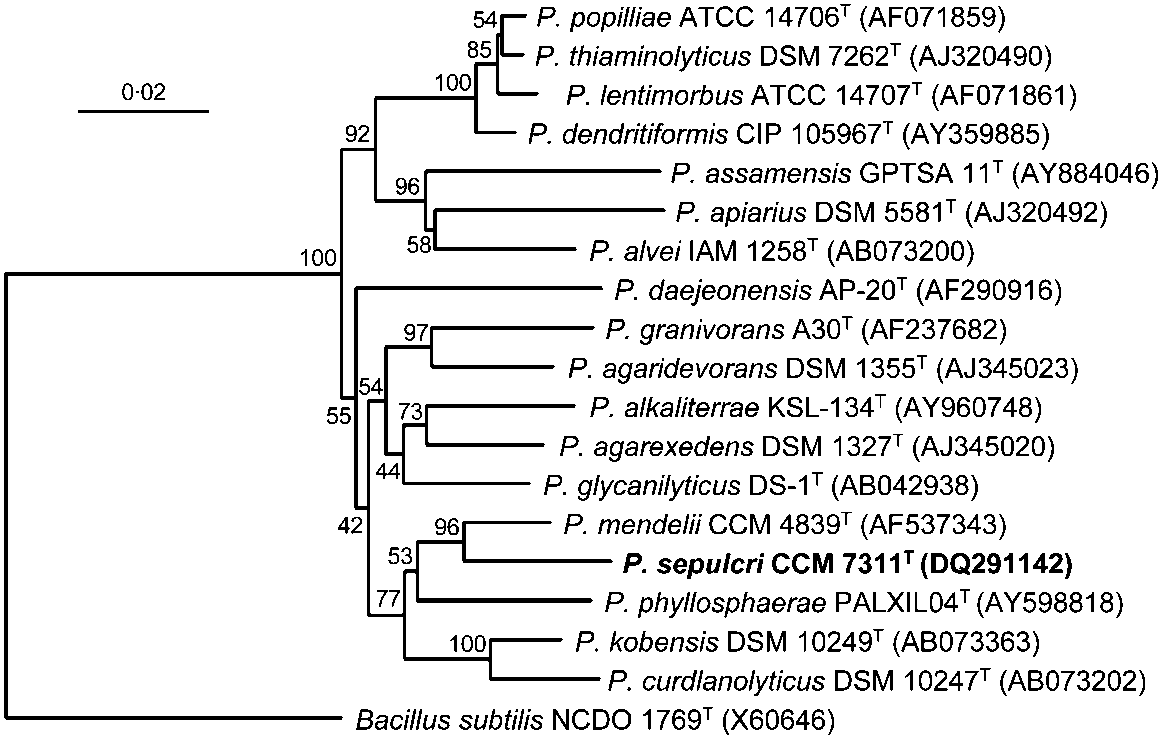 54
P. popilliae ATCC 14706ᵀ (AF071859)
85
P. thiaminolyticus DSM 7262ᵀ (AJ320490)
100
0·02
P. lentimorbus ATCC 14707ᵀ (AF071861)
92
P. dendritiformis CIP 105967ᵀ (AY359885)
P. assamensis GPTSA 11ᵀ (AY884046)
96
P. apiarius DSM 5581ᵀ (AJ320492)
58
P. alvei IAM 1258ᵀ (AB073200)
100
P. daejeonensis AP-20ᵀ (AF290916)
97
P. granivorans A30ᵀ (AF237682)
P. agaridevorans DSM 1355ᵀ (AJ345023)
54
55
73
P. alkaliterrae KSL-134ᵀ (AY960748)
P. agarexedens DSM 1327ᵀ (AJ345020)
44
P. glycanilyticus DS-1ᵀ (AB042938)
42
96
P. mendelii CCM 4839ᵀ (AF537343)
53
P. sepulcri CCM 7311ᵀ (DQ291142)
77
P. phyllosphaerae PALXIL04ᵀ (AY598818)
100
P. kobensis DSM 10249ᵀ (AB073363)
P. curdlanolyticus DSM 10247ᵀ (AB073202)
Bacillus subtilis NCDO 1769ᵀ (X60646)